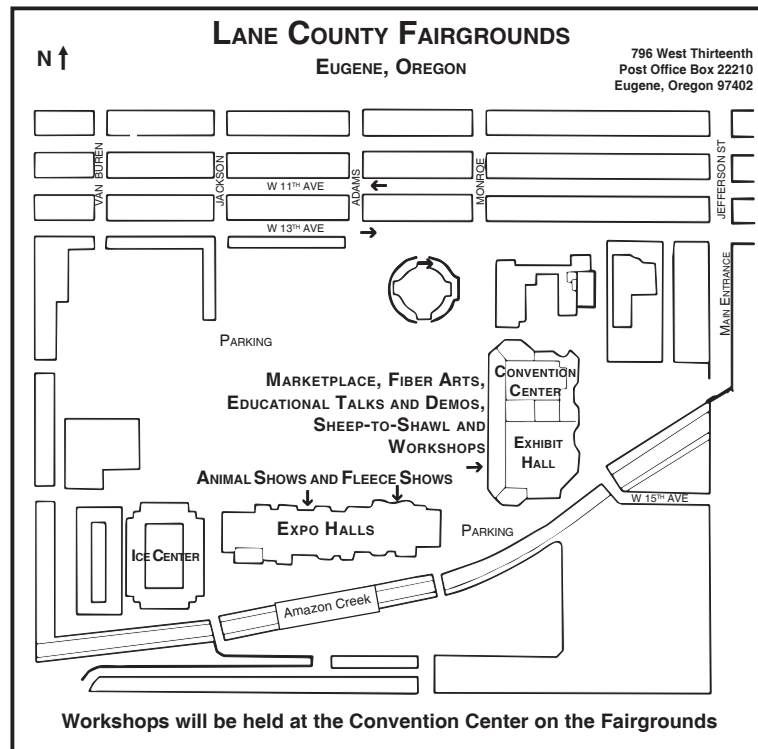 LANE COUNTY FAIRGROUNDS
EUGENE, OREGON
N
796 West Thirteenth
Post Office Box 22210
Eugene, Oregon 97402
VAN BUREN
JACKSON
ADAMS
MONROE
JEFFERSON ST
W 11TH AVE
W 13TH AVE
MAIN ENTRANCE
PARKING
MARKETPLACE, FIBER ARTS,
EDUCATIONAL TALKS AND DEMOS,
SHEEP-TO-SHAWL AND
WORKSHOPS
CONVENTION
CENTER
EXHIBIT
HALL
ANIMAL SHOWS AND FLEECE SHOWS
EXPO HALLS
PARKING
W 15TH AVE
ICE CENTER
Amazon Creek
Workshops will be held at the Convention Center on the Fairgrounds